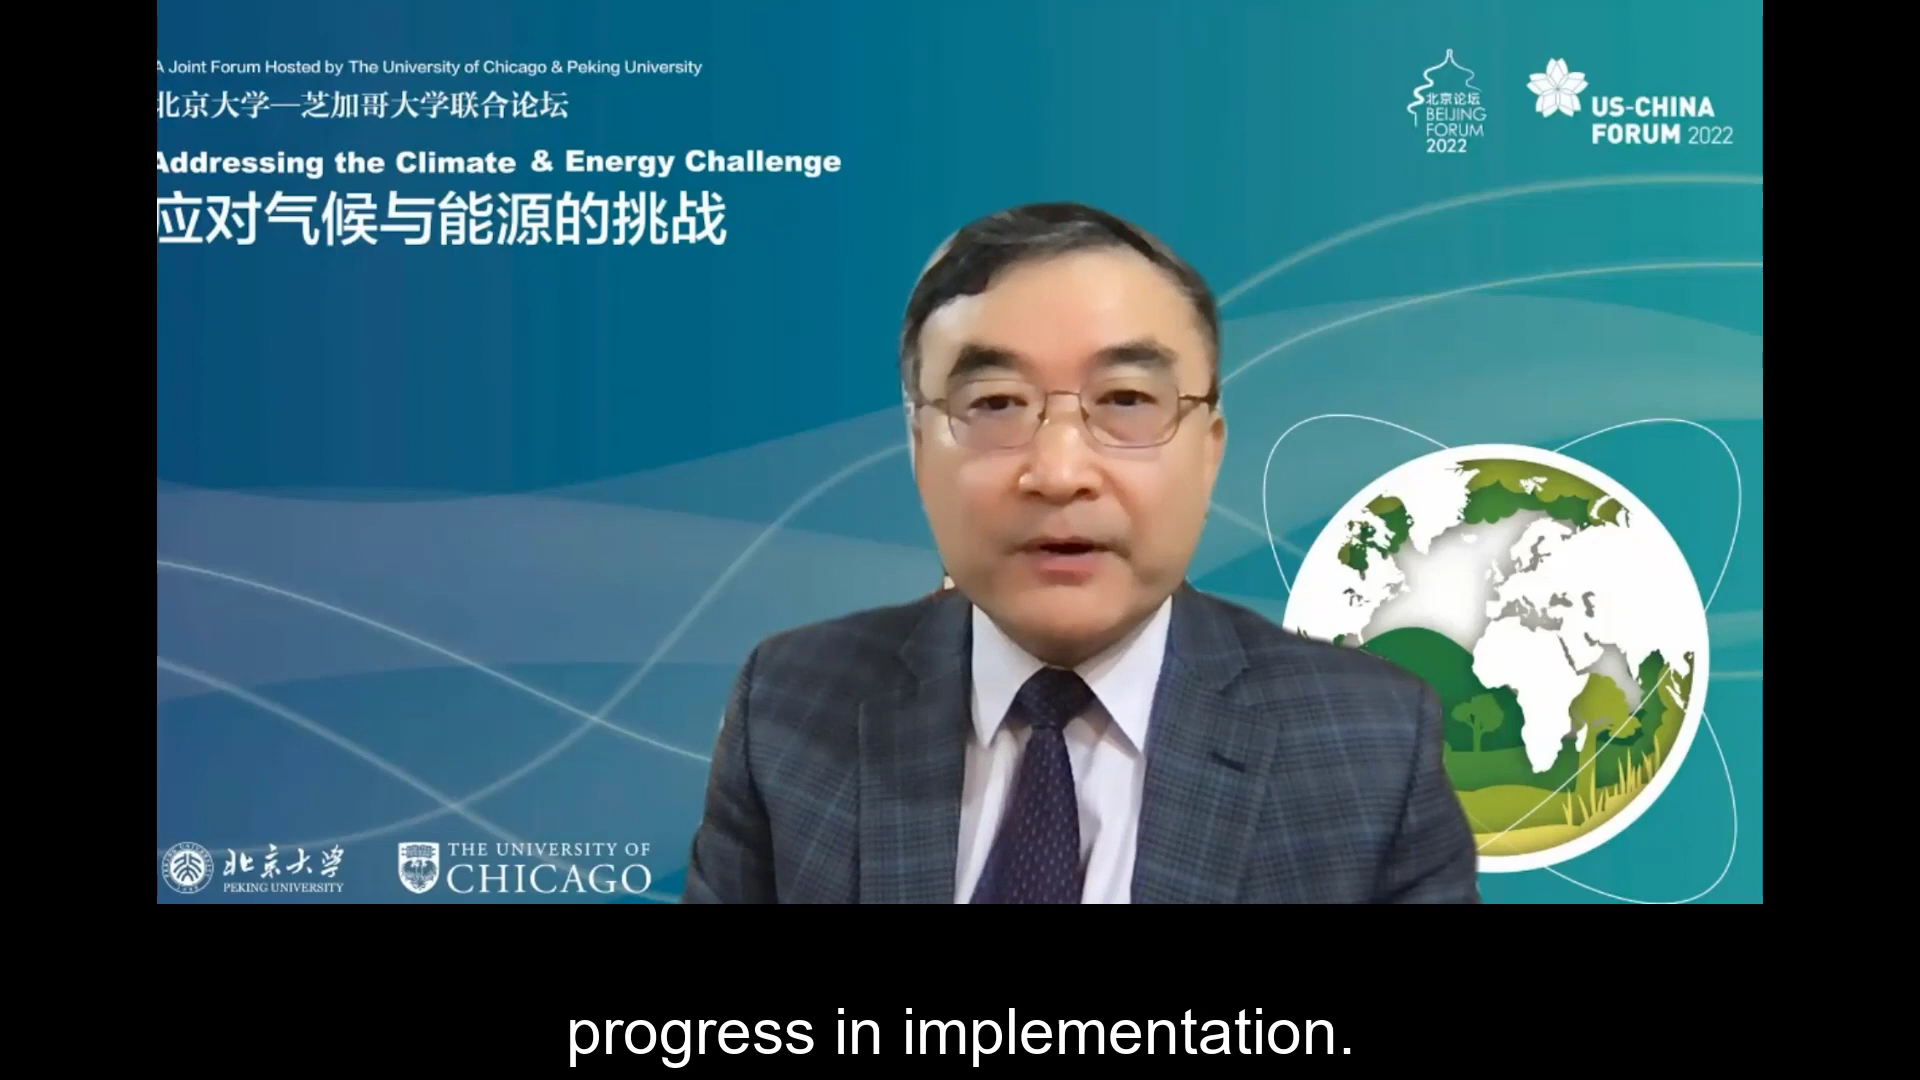 A Joint Forum Hosted by The University of Chicago & Peking University
北京大学—芝加哥大学联合论坛
Addressing the Climate & Energy Challenge
应对气候与能源的挑战
北京论坛
BEIJING
FORUM
2022
US-CHINA
FORUM 2022
北京大学
PEKING UNIVERSITY
THE UNIVERSITY OF
CHICAGO
progress in implementation.